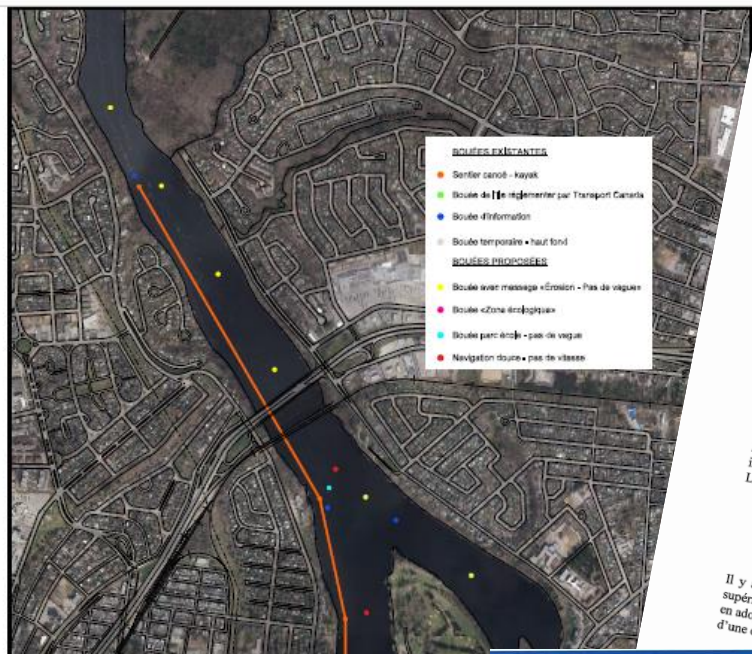 BOUÉES EXISTANTES
Sentier canoë - kayak
Bouée de l'île réglementer par Transport Canada
Bouée d'information
Bouée temporaire • haut fond
BOUÉES PROPOSÉES
Bouée avec message «Érosion - Pas de vague»
Bouée «Zone écologique»
Bouée parc école - pas de vague
Navigation douce • pas de vitesse
i
L
Il y
supér
en ado
d'une